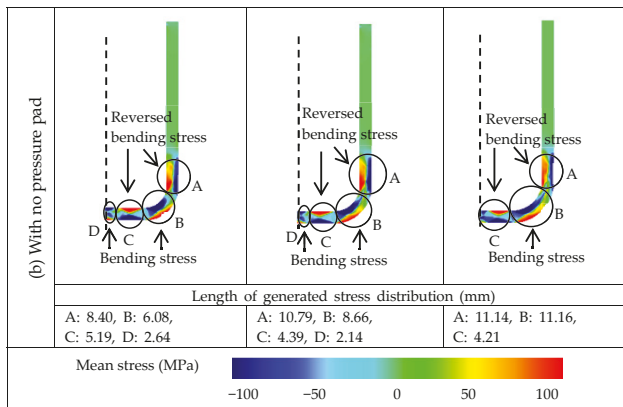 (b) With no pressure pad
Reversed
bending stress
A
B
C
D
Bending stress
Reversed
bending stress
A
B
C
D
Bending stress
Reversed
bending stress
A
B
C
Bending stress
Length of generated stress distribution (mm)
A: 8.40, B: 6.08,
C: 5.19, D: 2.64
A: 10.79, B: 8.66,
C: 4.39, D: 2.14
A: 11.14, B: 11.16,
C: 4.21
Mean stress (MPa)
−100 −50 0 50 100